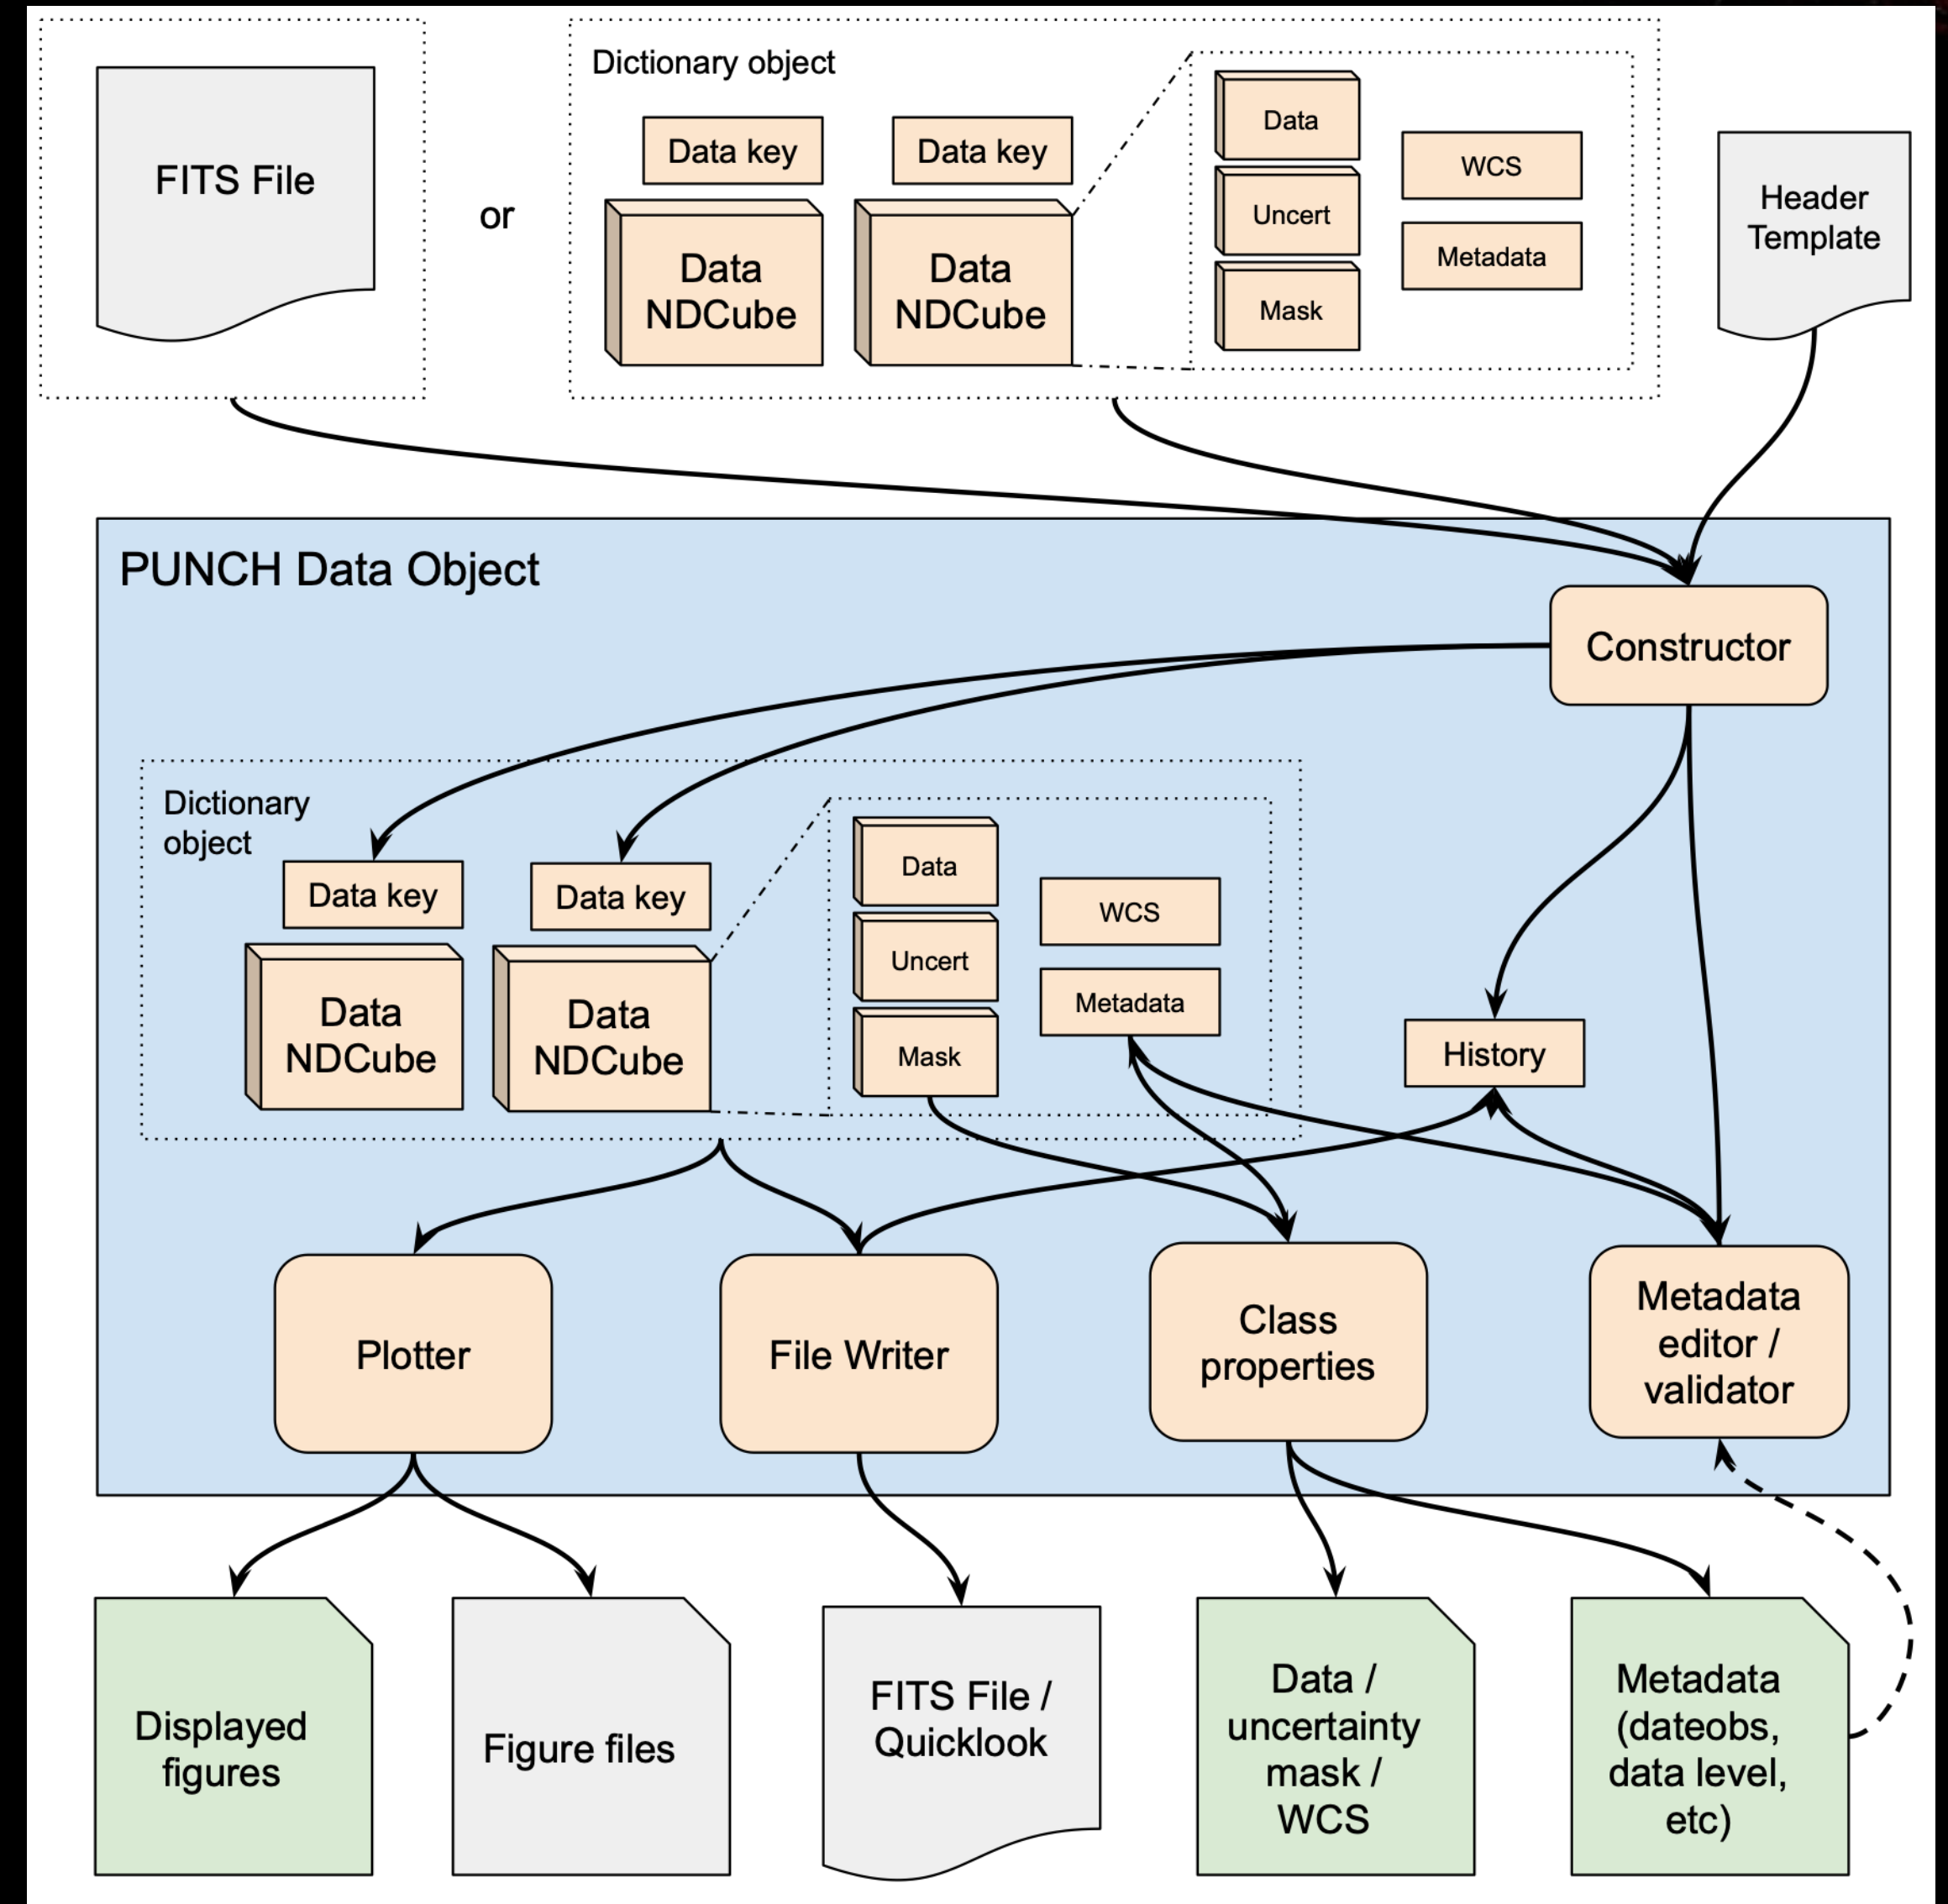 FITS File
or
Dictionary object
Data key
Data
NDCube
Data key
Data
NDCube
Data
Uncert
Mask
WCS
Metadata
Header
Template
PUNCH Data Object
Constructor
Dictionary
object
Data key
Data
NDCube
Data key
Data
NDCube
Data
Uncert
Mask
WCS
Metadata
History
Plotter
File Writer
Class
properties
Metadata
editor /
validator
Displayed
figures
Figure files
FITS File /
Quicklook
Data /
uncertainty
mask /
WCS
Metadata
(dateobs,
data level,
etc)